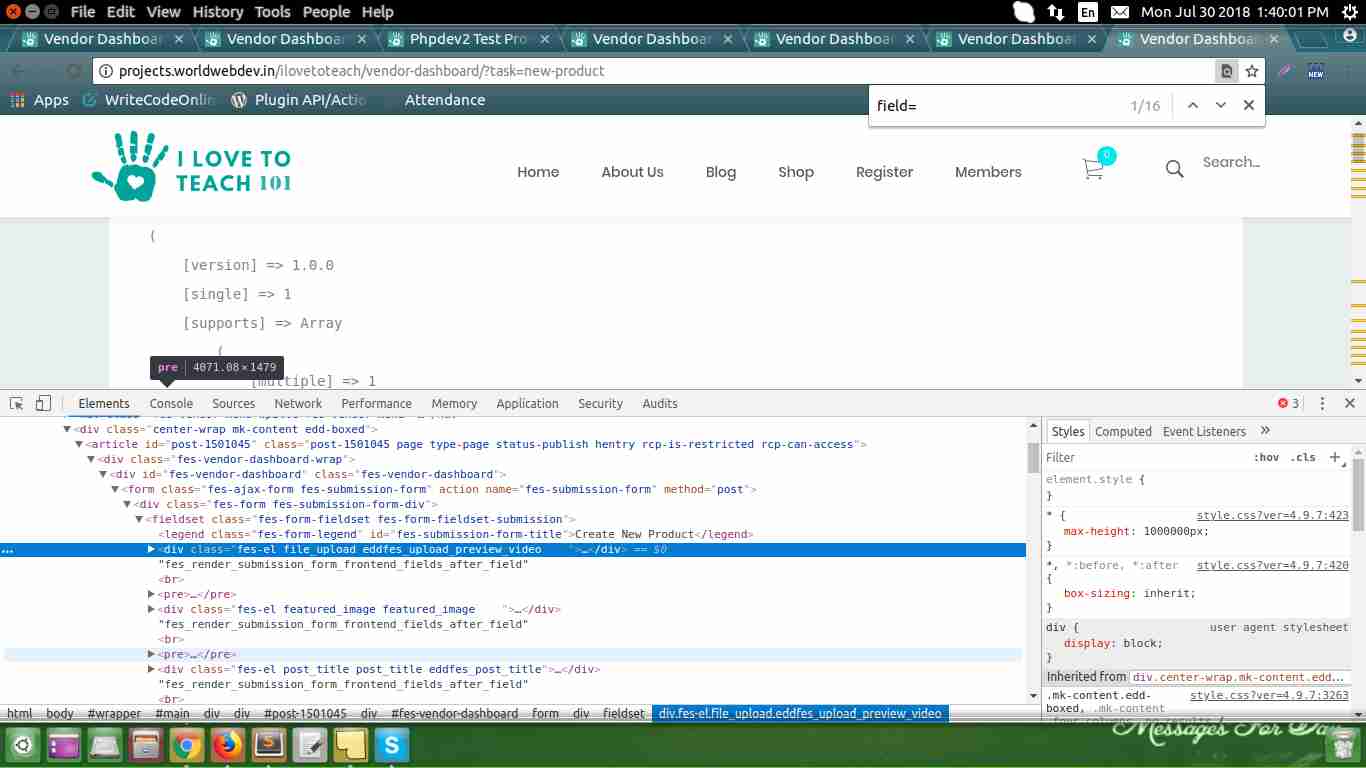 File Edit View History Tools People Help
En
Mon Jul 30 2018 1:40:01 PM
Vendor Dashboar
Vendor Dashboar
Phpdev2 Test Pro
Vendor Dashboar
Vendor Dashboar
Vendor Dashboar
Vendor Dashboar
projects.worldwebdev.in/ilovetoteach/vendor-dashboard/?task=new-product
NEW
Apps
WriteCodeOnlin
Plugin API/Actio
Attendance
field=
1/16
I LOVE TO
TEACH 101
Home
About Us
Blog
Shop
Register
Members
0
Search...
(
[version] => 1.0.0
[single] => 1
[supports] => Array
(
pre 4071.08×1479
[multiple] => 1
Elements Console Sources Network Performance Memory Application Security Audits
3
<div class="center-wrap mk-content edd-boxed">
<article id="post-1501045" class="post-1501045 page type-page status-publish hentry rcp-is-restricted rcp-can-access">
<div class="fes-vendor-dashboard-wrap">
<div id="fes-vendor-dashboard" class="fes-vendor-dashboard">
<form class="fes-ajax-form fes-submission-form" action name="fes-submission-form" method="post">
<div class="fes-form fes-submission-form-div">
<fieldset class="fes-form-fieldset fes-form-fieldset-submission">
<legend class="fes-form-legend" id="fes-submission-form-title">Create New Product</legend>
... <div class="fes-el file_upload eddfes_upload_preview_video    ">…</div> == $0
"fes_render_submission_form_frontend_fields_after_field"
<br>
<pre>…</pre>
<div class="fes-el featured_image featured_image    ">…</div>
"fes_render_submission_form_frontend_fields_after_field"
<br>
<pre>…</pre>
<div class="fes-el post_title post_title eddfes_post_title">…</div>
"fes_render_submission_form_frontend_fields_after_field"
<br>
html body #wrapper #main div div #post-1501045 div #fes-vendor-dashboard form div fieldset div.fes-el.file_upload.eddfes_upload_preview_video
Styles Computed Event Listeners »
Filter :hov .cls +
element.style {
}
* { style.css?ver=4.9.7:423
max-height: 1000000px;
}
*, *:before, *:after style.css?ver=4.9.7:420
{
box-sizing: inherit;
}
div { user agent stylesheet
display: block;
}
Inherited from div.center-wrap.mk-content.edd…
.mk-content.edd- style.css?ver=4.9.7:3263
boxed, .mk-content
Messages For Day